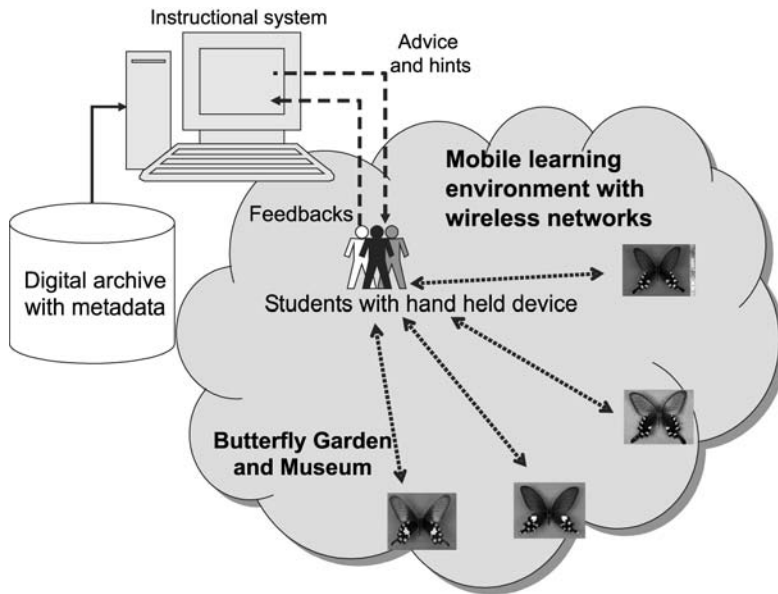 Instructional system
Advice
and hints
Mobile learning
environment with
wireless networks
Feedbacks
Digital archive
with metadata
Students with hand held device
Butterfly Garden
and Museum